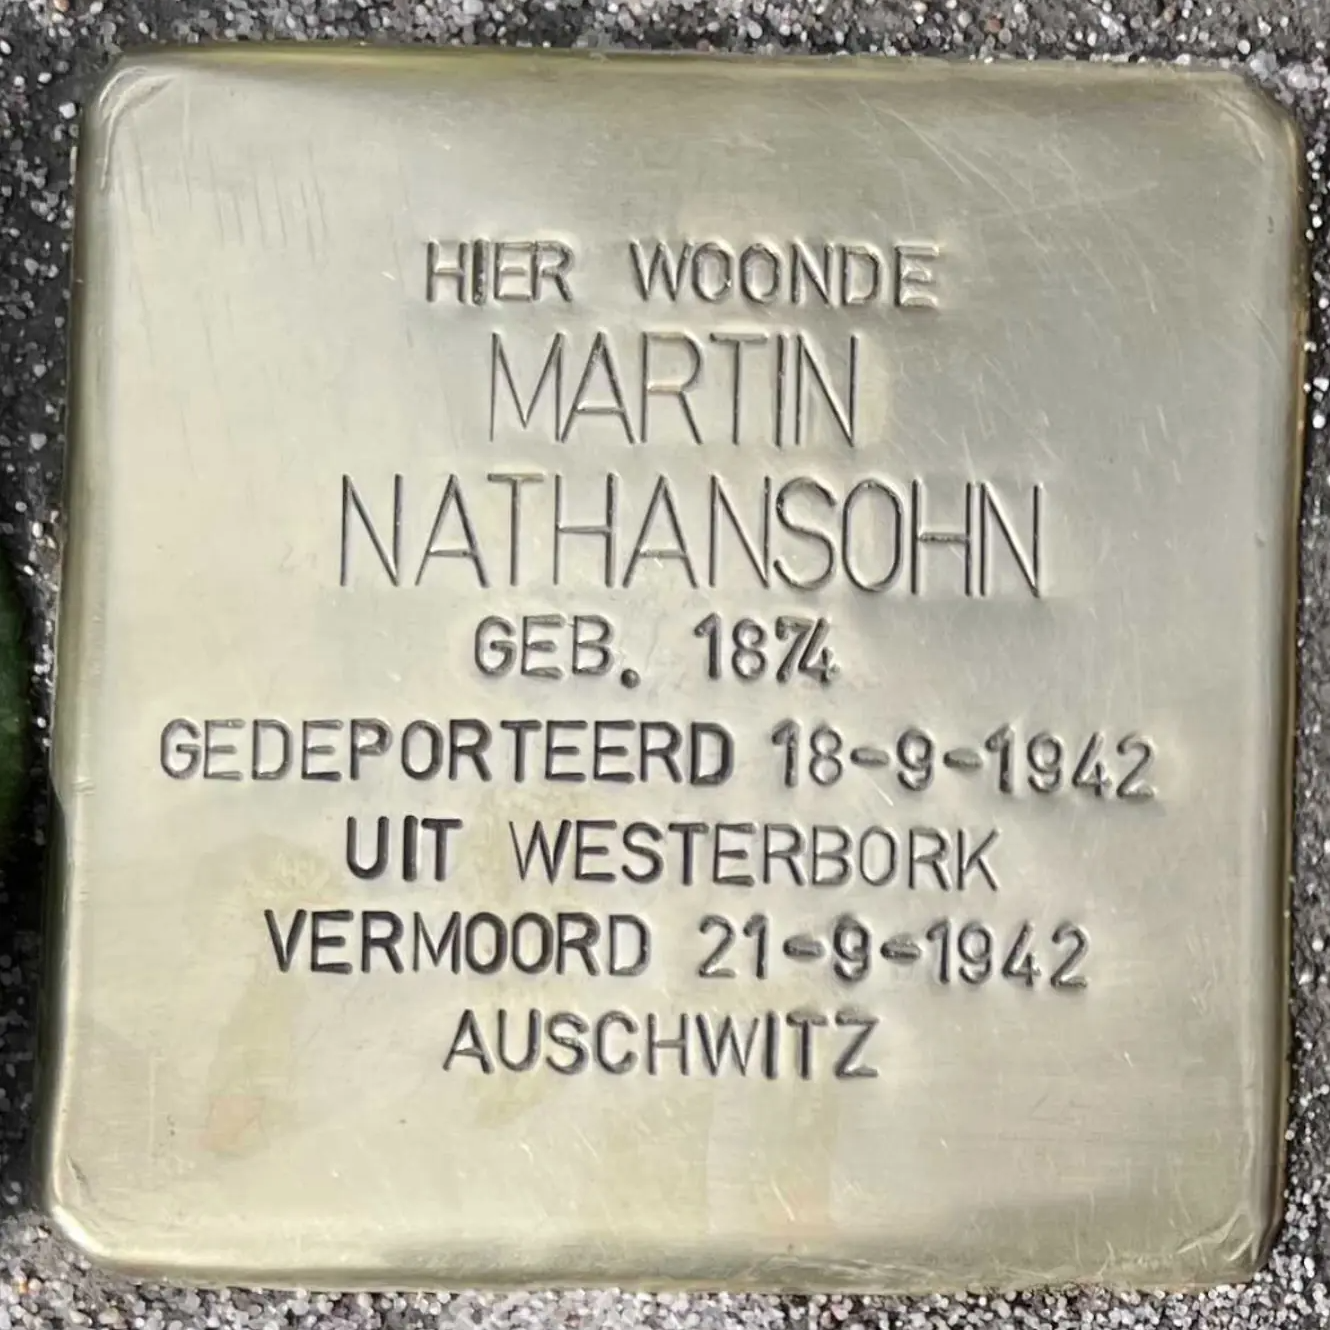 HIER WOONDE
MARTIN
NATHANSOHN
GEB. 1874
GEDEPORTEERD 18-9-1942
UIT WESTERBORK
VERMOORD 21-9-1942
AUSCHWITZ